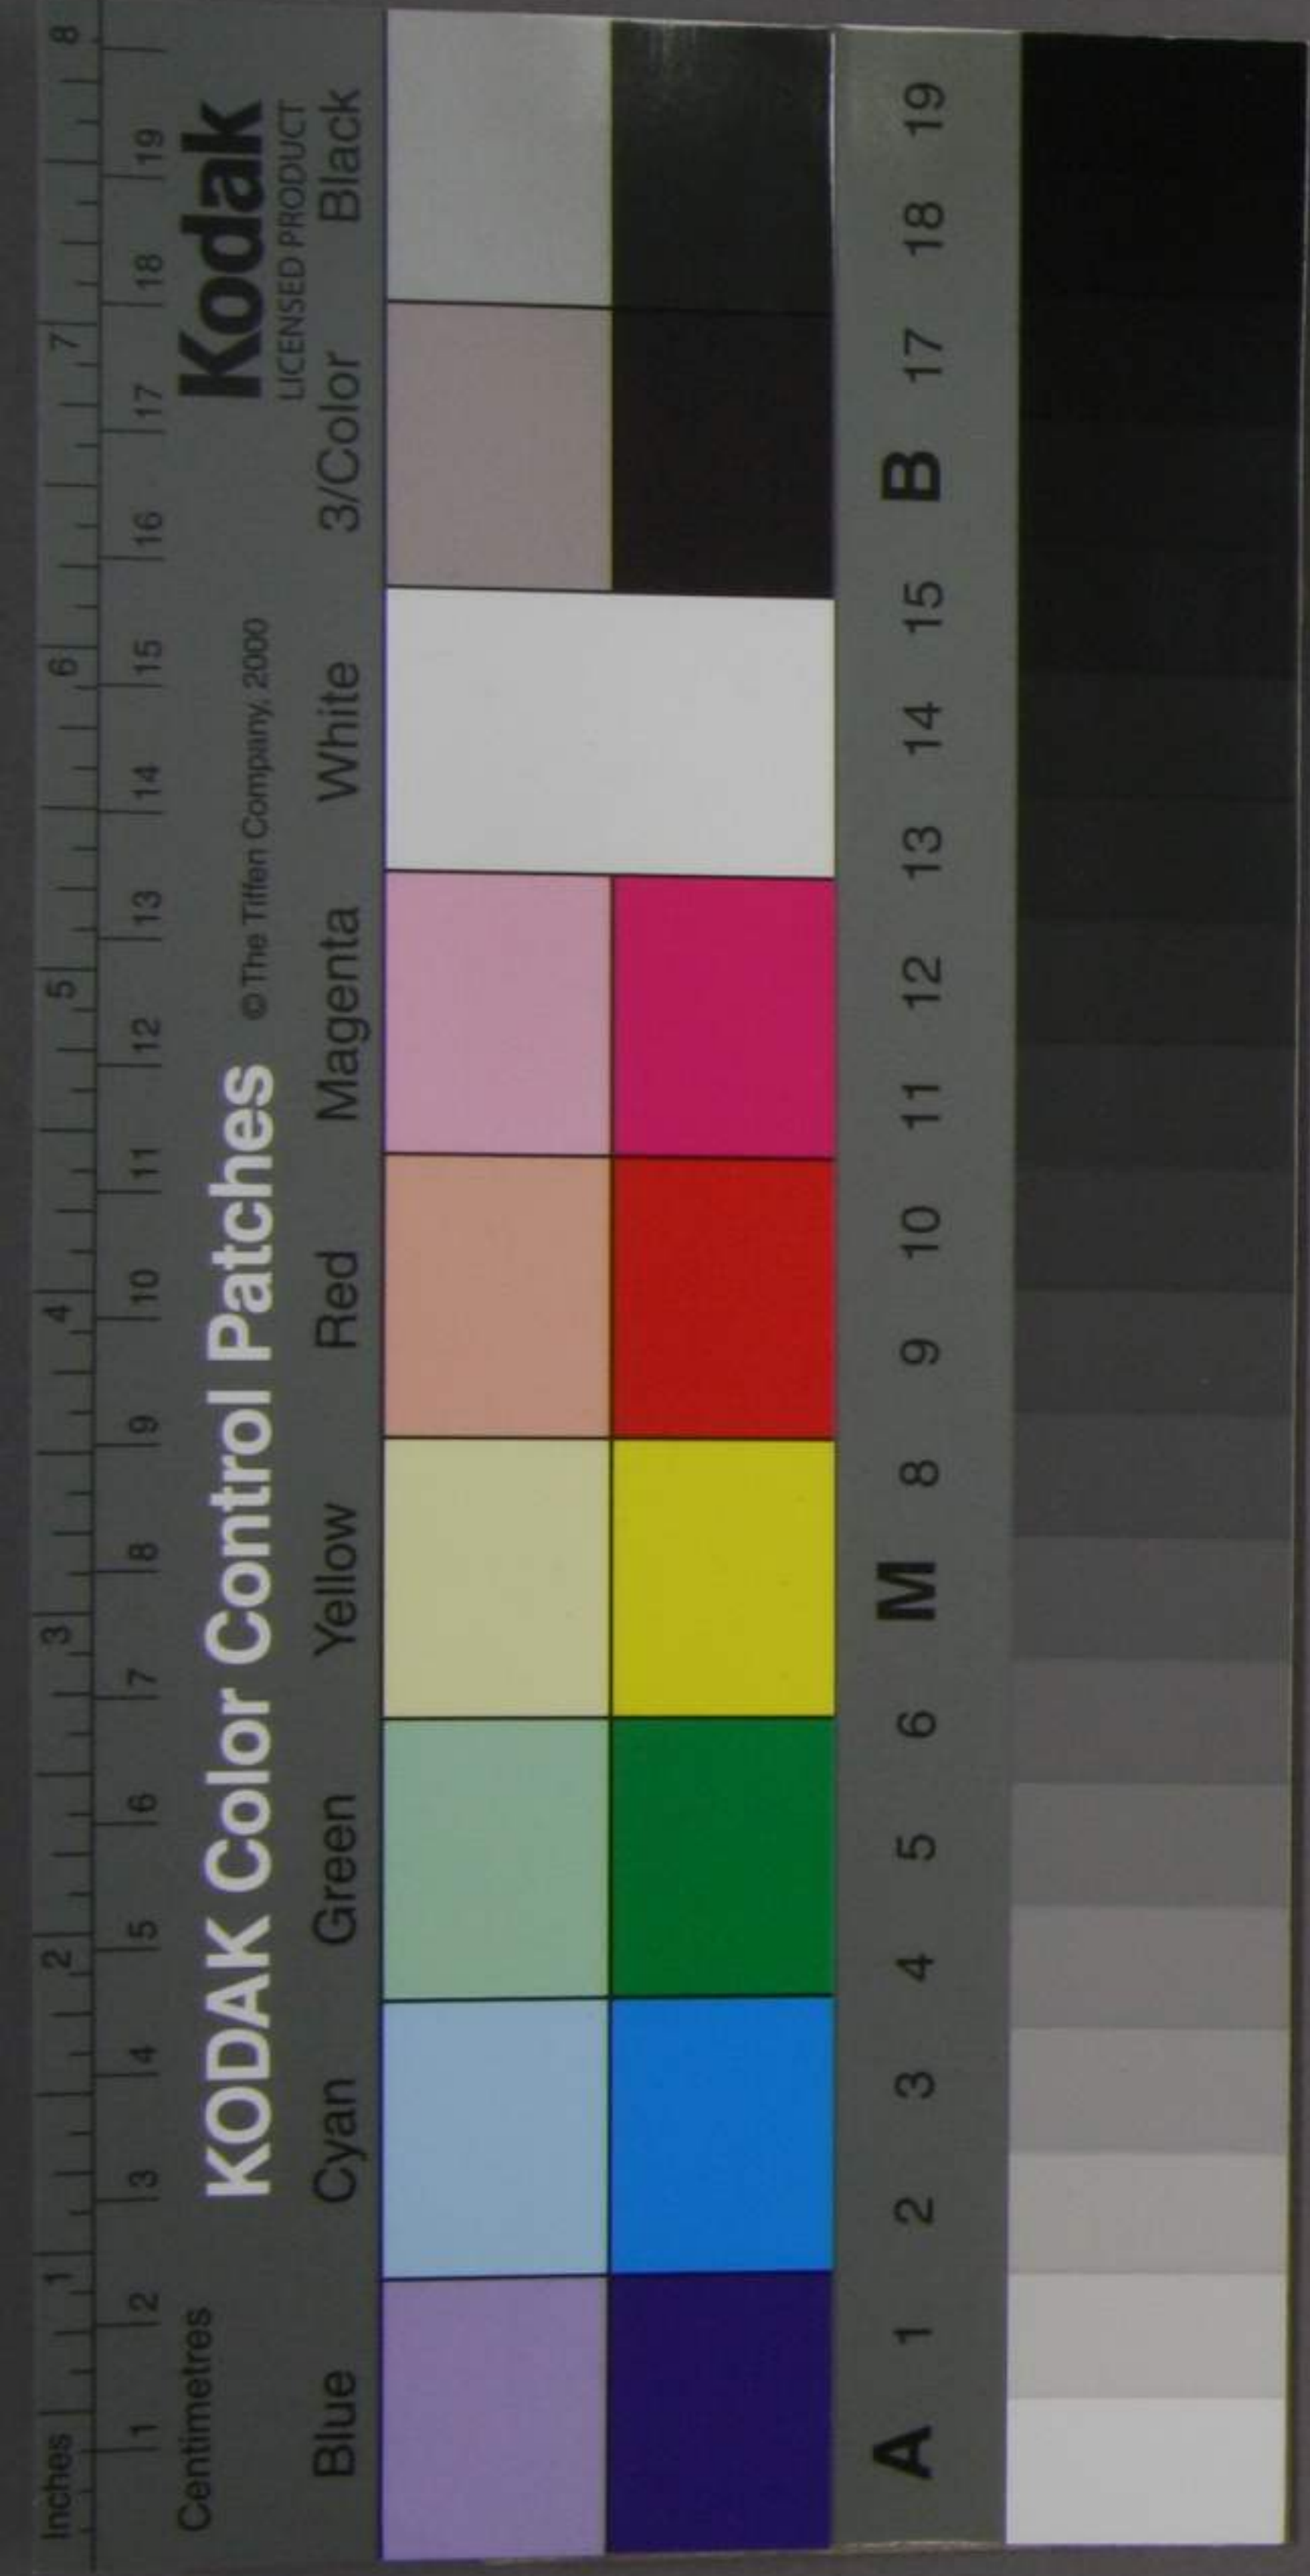 Inches 1 2 3 4 5 6 7 8
1 2 3 4 5 6 7 8 9 10 11 12 13 14 15 16 17 18 19
Centimetres
KODAK Color Control Patches
© The Tiffen Company, 2000
Kodak
LICENSED PRODUCT
Blue Cyan Green Yellow Red Magenta White 3/Color Black
A 1 2 3 4 5 6 M 8 9 10 11 12 13 14 15 B 17 18 19